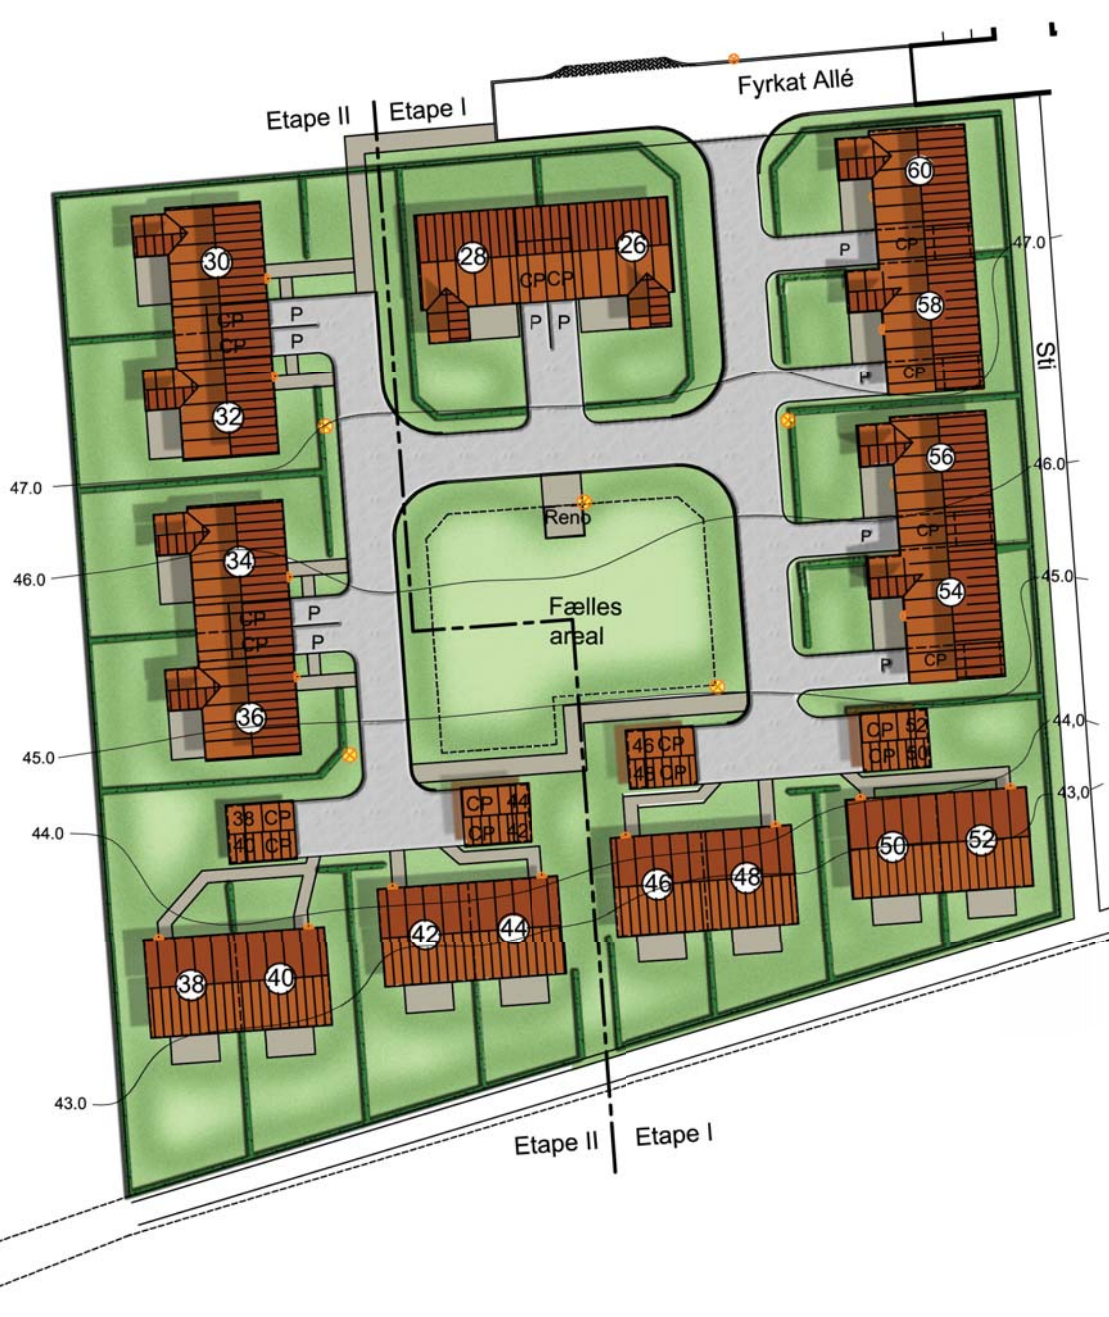 Fyrkat Allé
Etape II
Etape I
60
30
28
26
CP
47.0
P
CPCP
58
CP
P
CP
P
P
P
Sti
CP
P
32
47.0
56
46.0
Reno
CP
P
34
46.0
45.0
54
Fælles
areal
CP
P
CP
P
CP
P
36
44,0
45.0
46 CP
48 CP
CP 52
CP 50
43,0
44.0
38 CP
40 CP
CP 44
CP 42
50
52
46
48
42
44
38
40
43.0
Etape II
Etape I